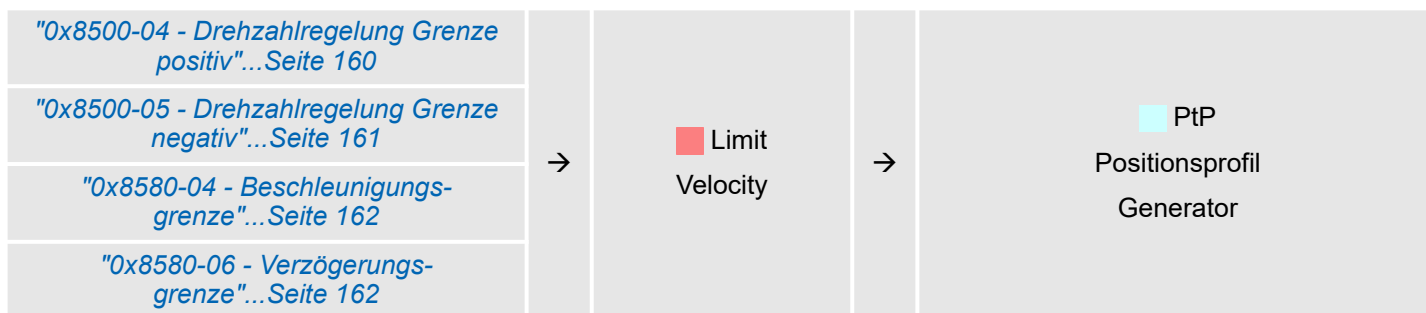 "0x8500-04 - Drehzahlregelung Grenze
positiv"...Seite 160
"0x8500-05 - Drehzahlregelung Grenze
negativ"...Seite 161
"0x8580-04 - Beschleunigungs-
grenze"...Seite 162
"0x8580-06 - Verzögerungs-
grenze"...Seite 162
→
Limit
Velocity
→
PtP
Positionsprofil
Generator